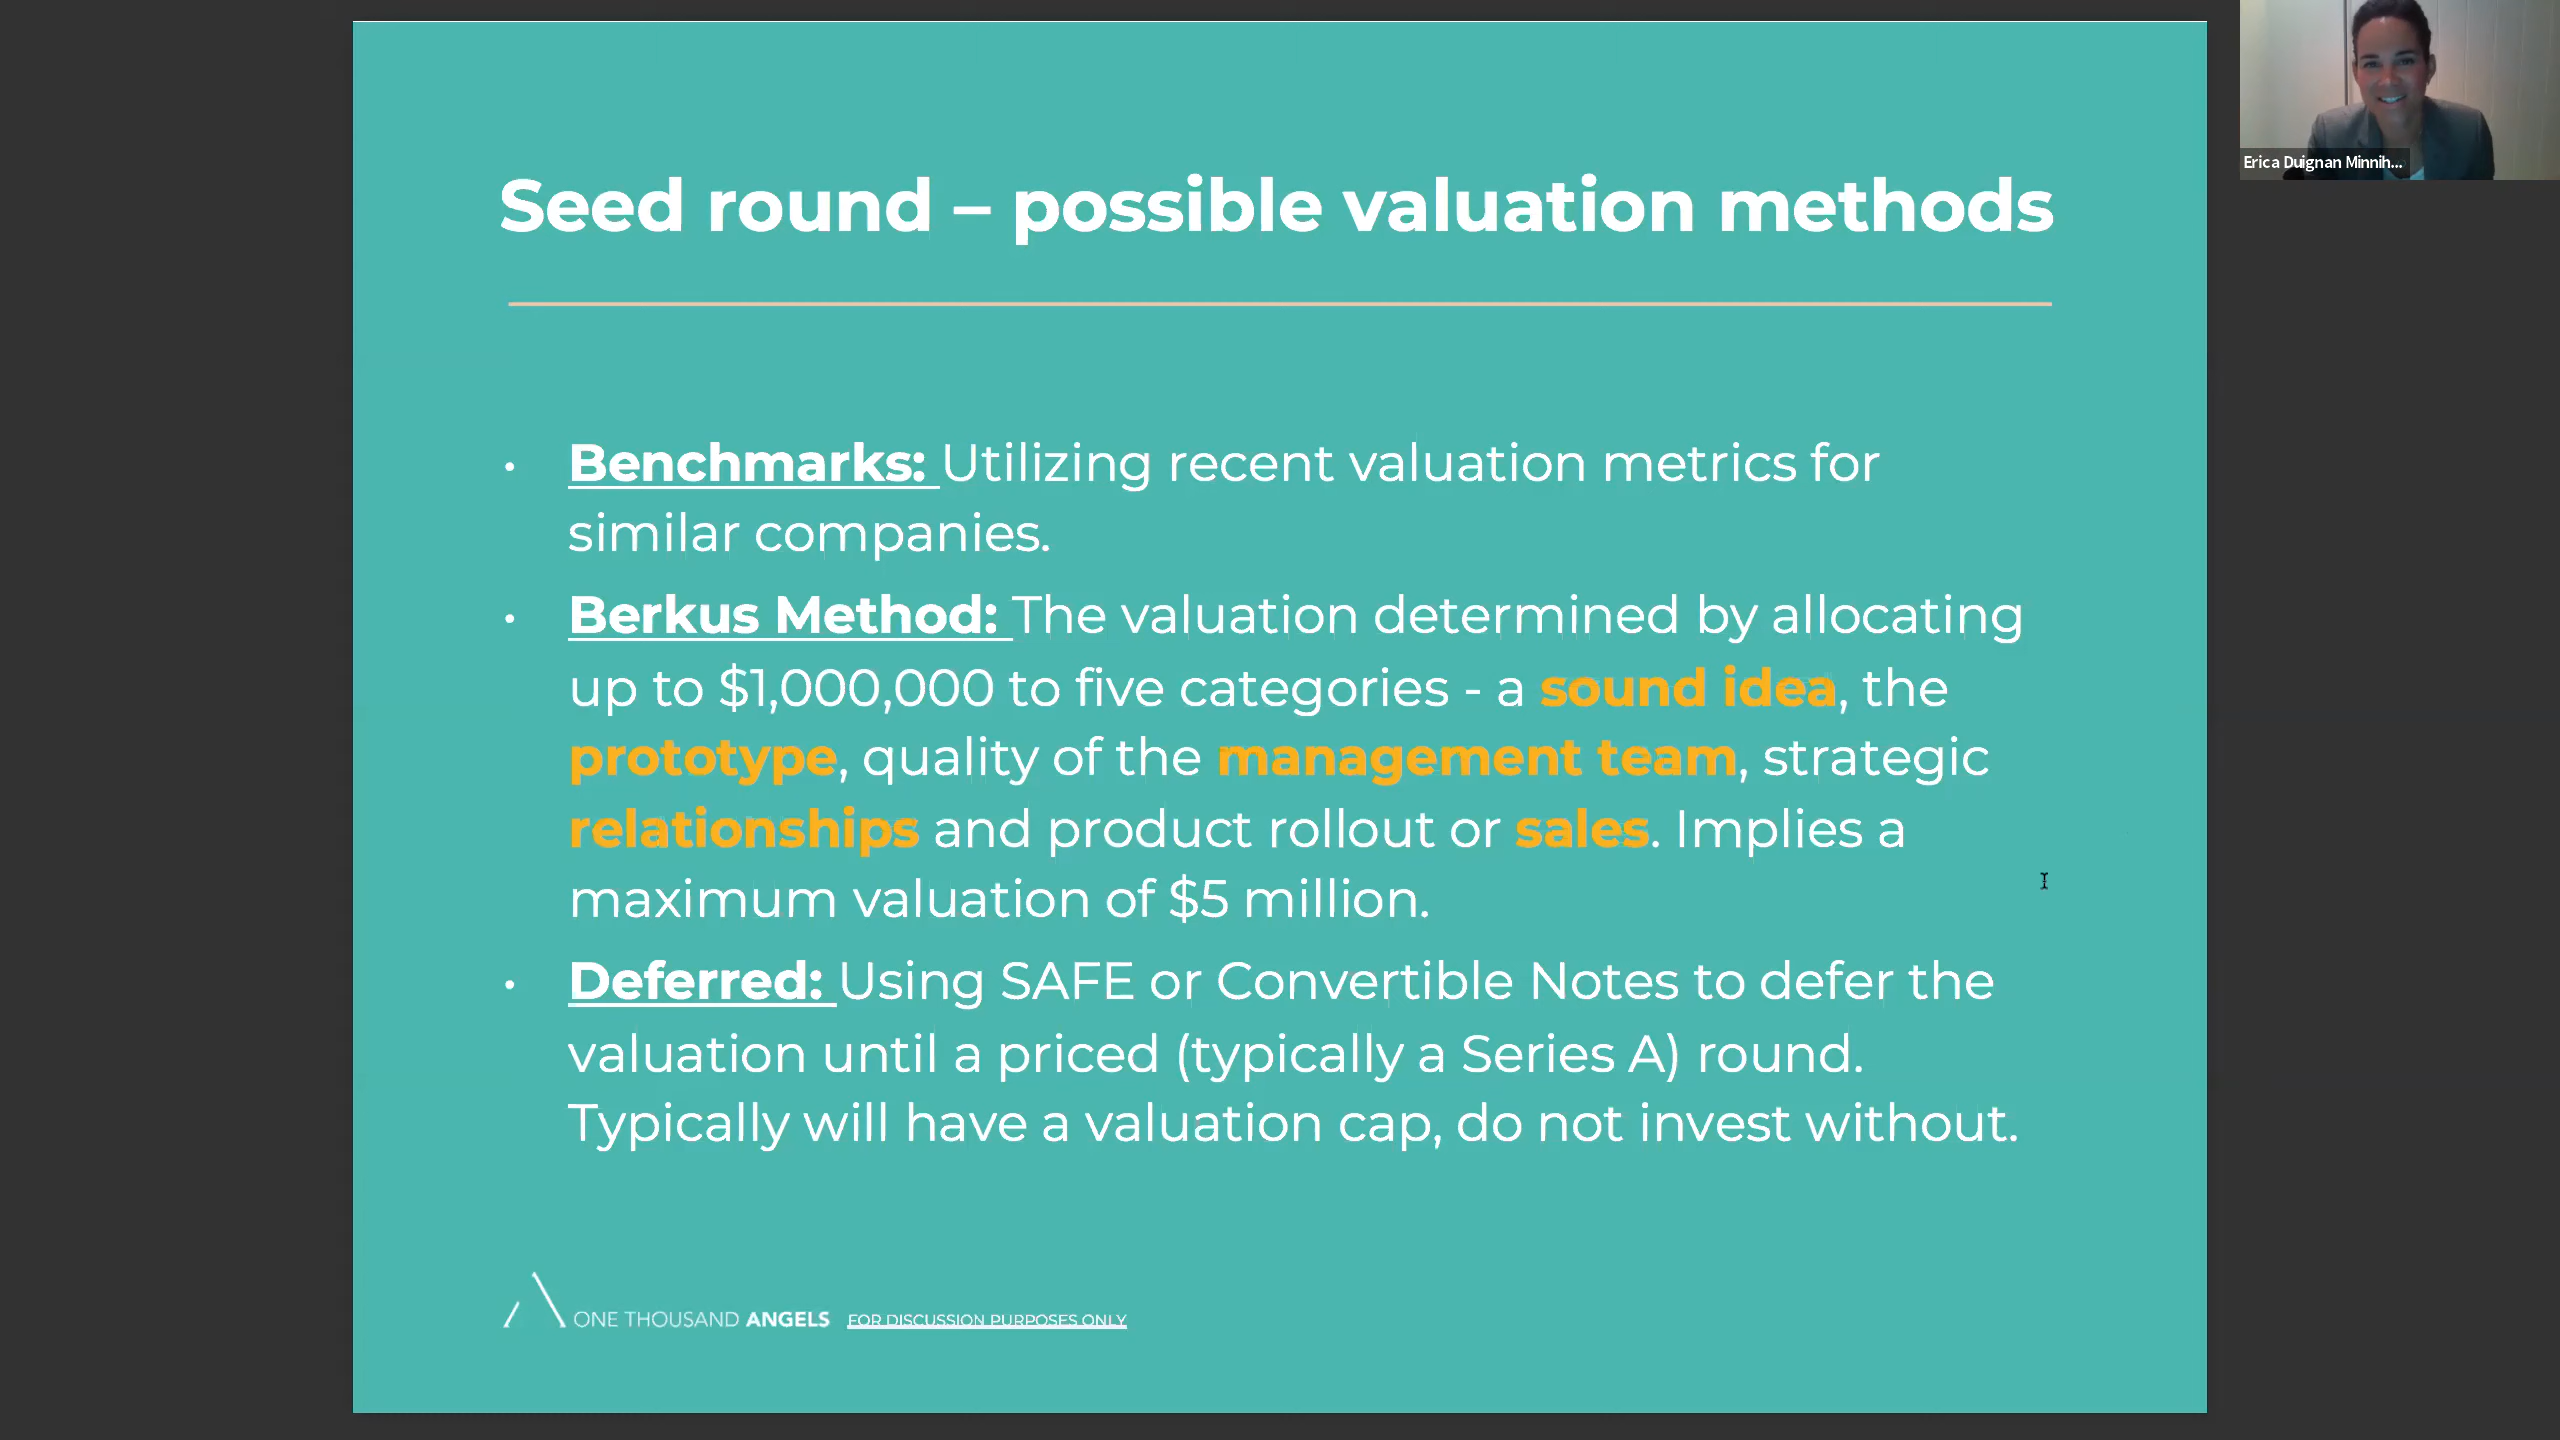 Seed round – possible valuation methods
• Benchmarks: Utilizing recent valuation metrics for
similar companies.
• Berkus Method: The valuation determined by allocating
up to $1,000,000 to five categories - a sound idea, the
prototype, quality of the management team, strategic
relationships and product rollout or sales. Implies a
maximum valuation of $5 million.
• Deferred: Using SAFE or Convertible Notes to defer the
valuation until a priced (typically a Series A) round.
Typically will have a valuation cap, do not invest without.
ONE THOUSAND ANGELS FOR DISCUSSION PURPOSES ONLY
Erica Duignan Minnih...